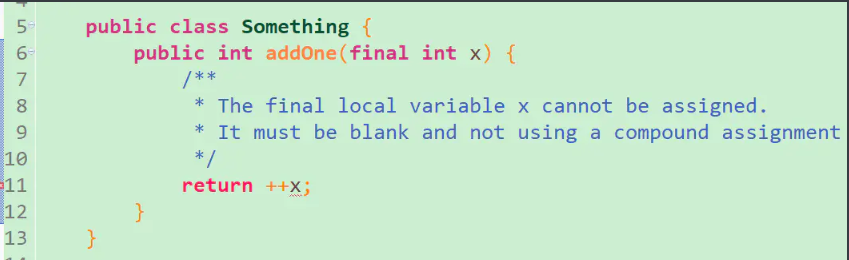 5 public class Something {
6 public int addOne(final int x) {
7 /**
8 * The final local variable x cannot be assigned.
9 * It must be blank and not using a compound assignment
10 */
11 return ++x;
12 }
13 }